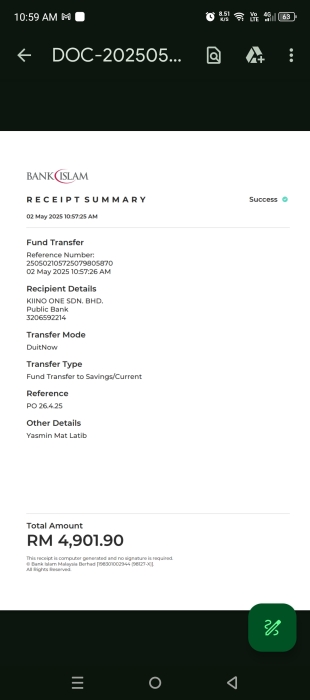 10:59 AM
8.51 K/S
Vo LTE
4G
63
DOC-202505...
BANK ISLAM
RECEIPT SUMMARY
Success
02 May 2025 10:57:25 AM
Fund Transfer
Reference Number:
250502105725079805870
02 May 2025 10:57:26 AM
Recipient Details
KIINO ONE SDN. BHD.
Public Bank
3206592214
Transfer Mode
DuitNow
Transfer Type
Fund Transfer to Savings/Current
Reference
PO 26.4.25
Other Details
Yasmin Mat Latib
Total Amount
RM 4,901.90
This receipt is computer generated and no signature is required.
© Bank Islam Malaysia Berhad [198301002944 (98127-X)].
All Rights Reserved.